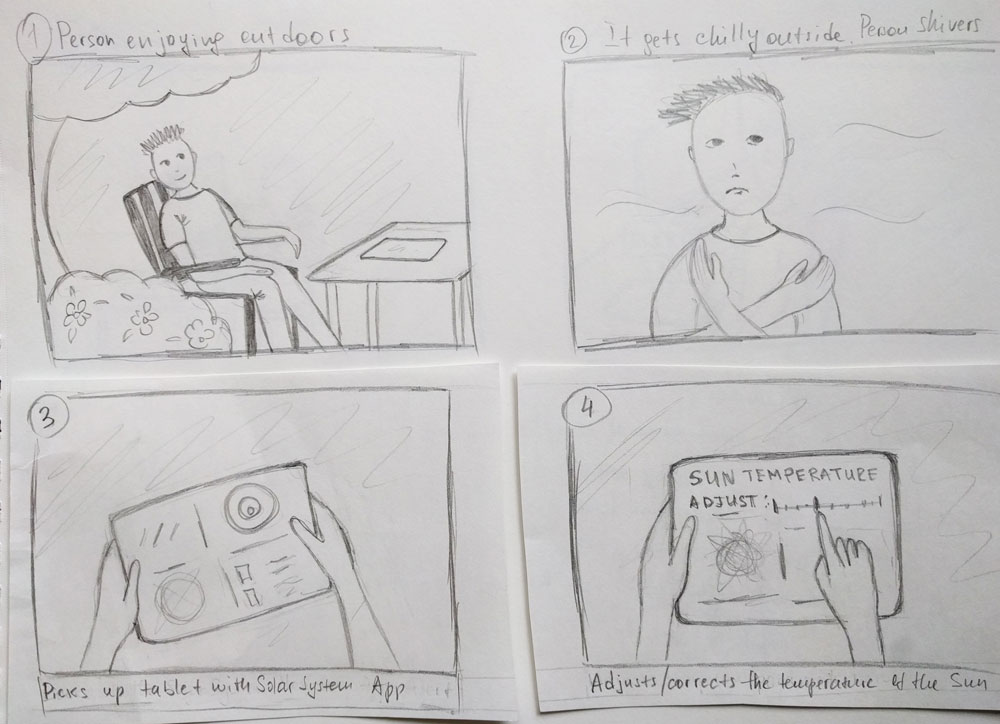 1 Person enjoying outdoors
2 It gets chilly outside. Person shivers
3
4
SUN TEMPERATURE
ADJUST:
Picks up tablet with Solar System App
Adjusts/corrects the temperature of the Sun